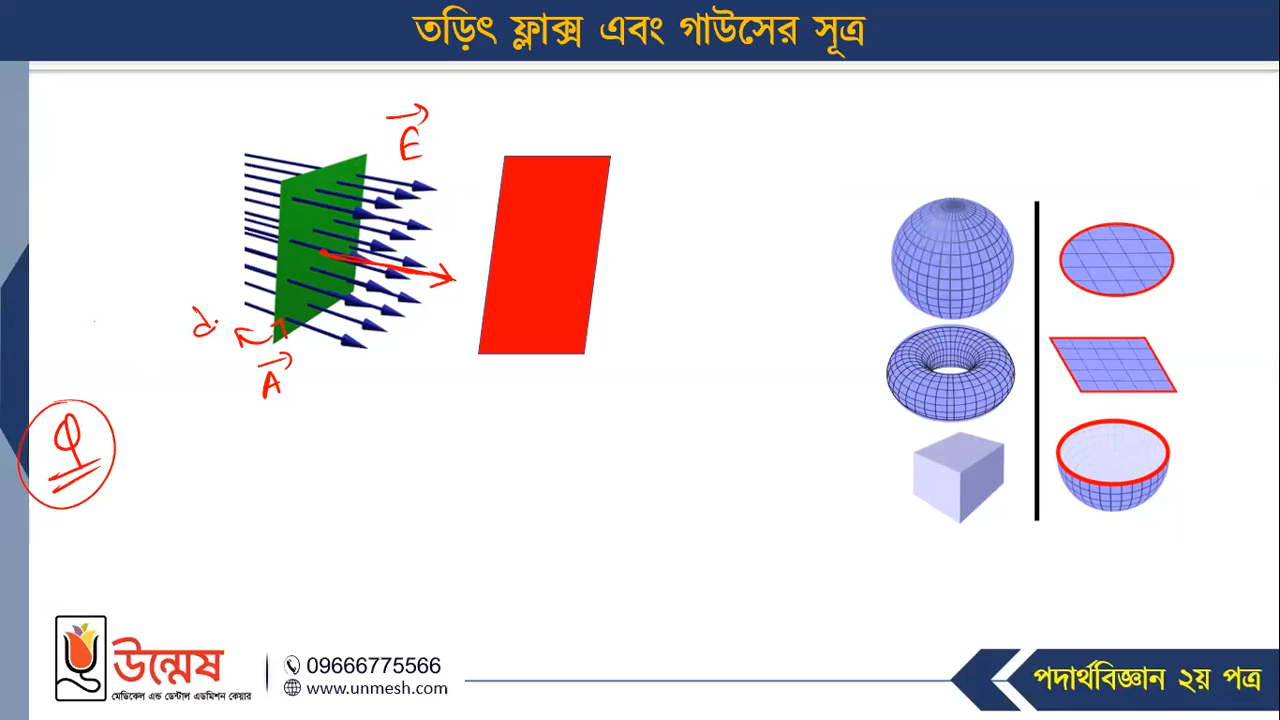 তড়িৎ ফ্লাক্স এবং গাউসের সূত্র
E
A
φ
উন্মেষ
মেডিকেল এন্ড ডেন্টাল এডমিশন কেয়ার
09666775566
www.unmesh.com
পদার্থবিজ্ঞান ২য় পত্র